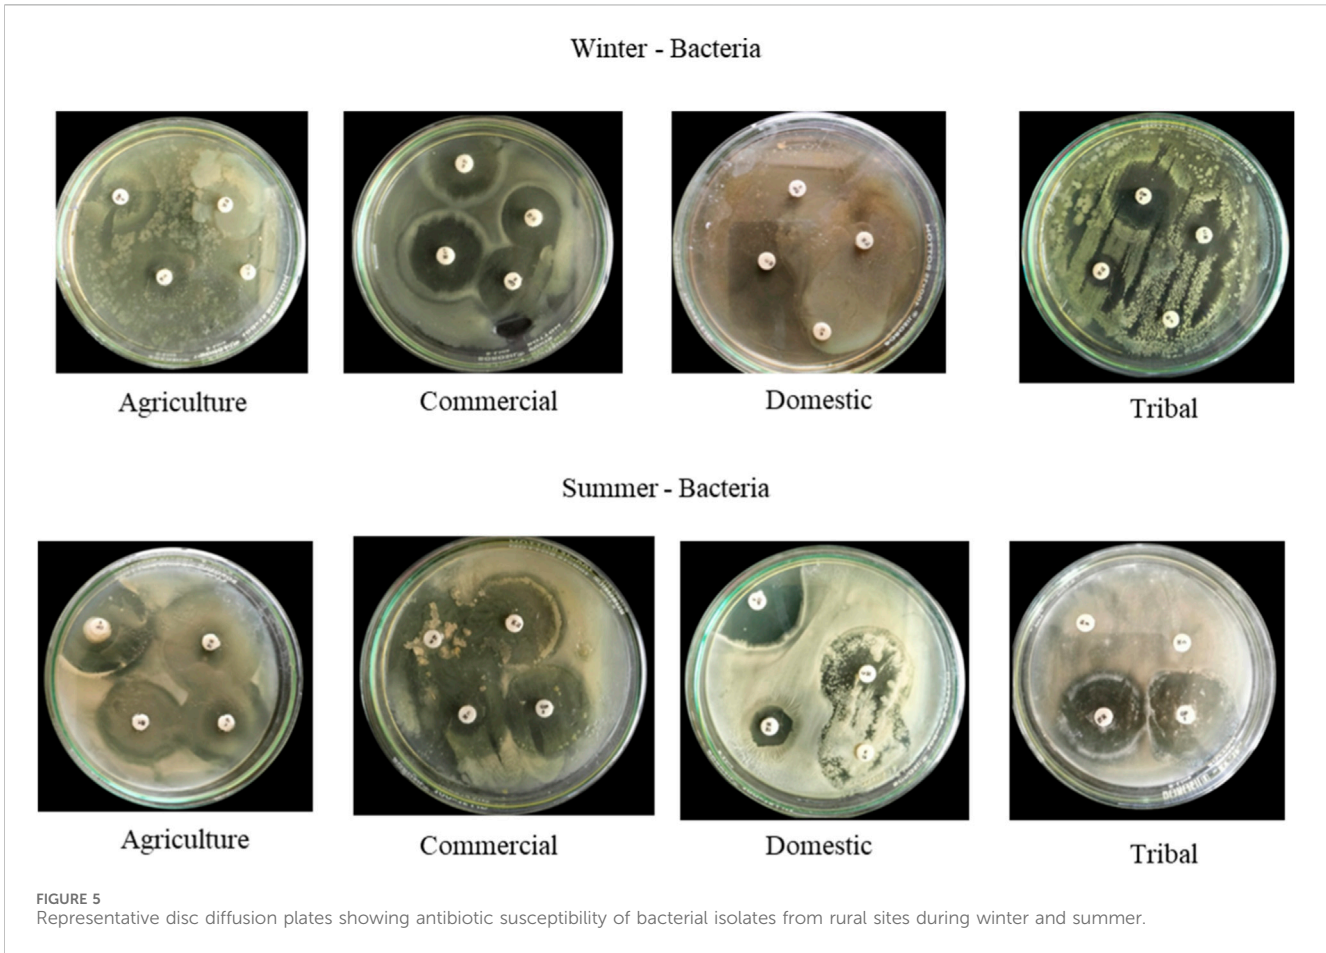 Winter - Bacteria
Agriculture
Commercial
Domestic
Tribal
Summer - Bacteria
Agriculture
Commercial
Domestic
Tribal
FIGURE 5
Representative disc diffusion plates showing antibiotic susceptibility of bacterial isolates from rural sites during winter and summer.